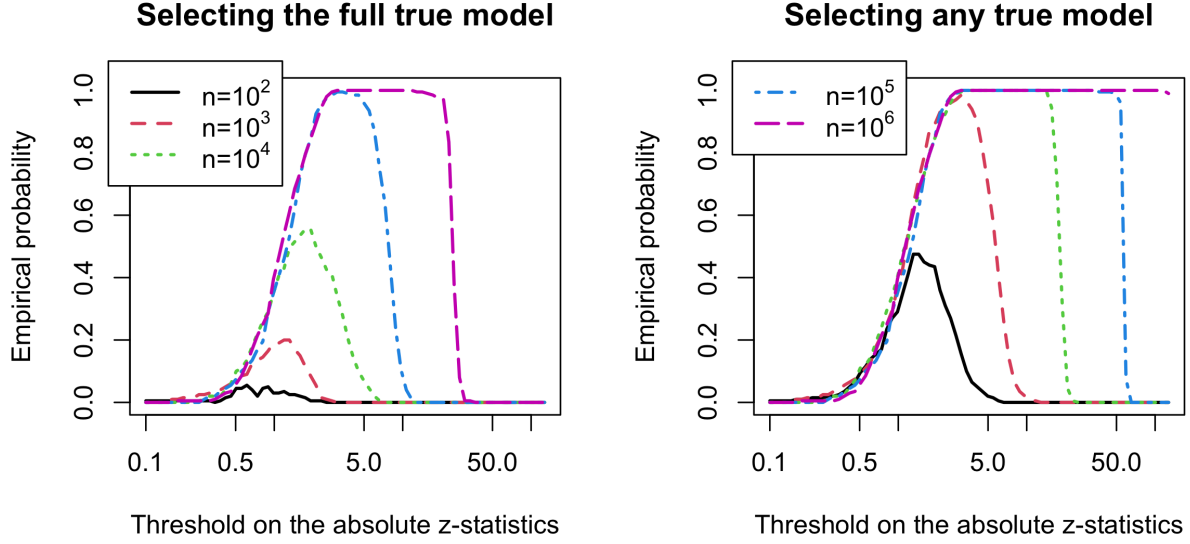 Selecting the full true model
Empirical probability
0.0 0.2 0.4 0.6 0.8 1.0
n=10^2
n=10^3
n=10^4
0.1 0.5 5.0 50.0
Threshold on the absolute z-statistics
Selecting any true model
Empirical probability
0.0 0.2 0.4 0.6 0.8 1.0
n=10^5
n=10^6
0.1 0.5 5.0 50.0
Threshold on the absolute z-statistics